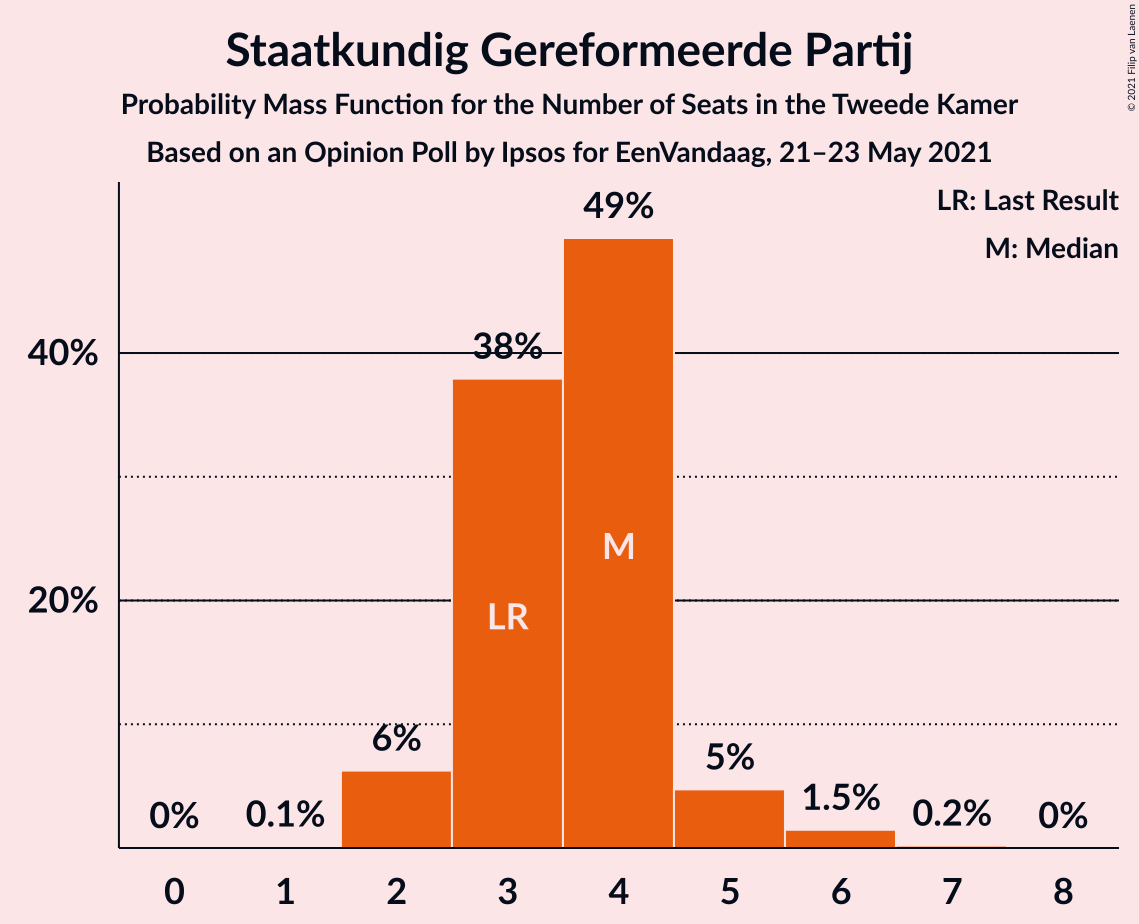 Staatkundig Gereformeerde Partij
Probability Mass Function for the Number of Seats in the Tweede Kamer
Based on an Opinion Poll by Ipsos for EenVandaag, 21–23 May 2021
© 2021 Filip van Laenen
LR: Last Result
M: Median
49%
38%
40%
M
20%
LR
6%
5%
1.5%
0%
0.1%
0.2%
0%
0 1 2 3 4 5 6 7 8